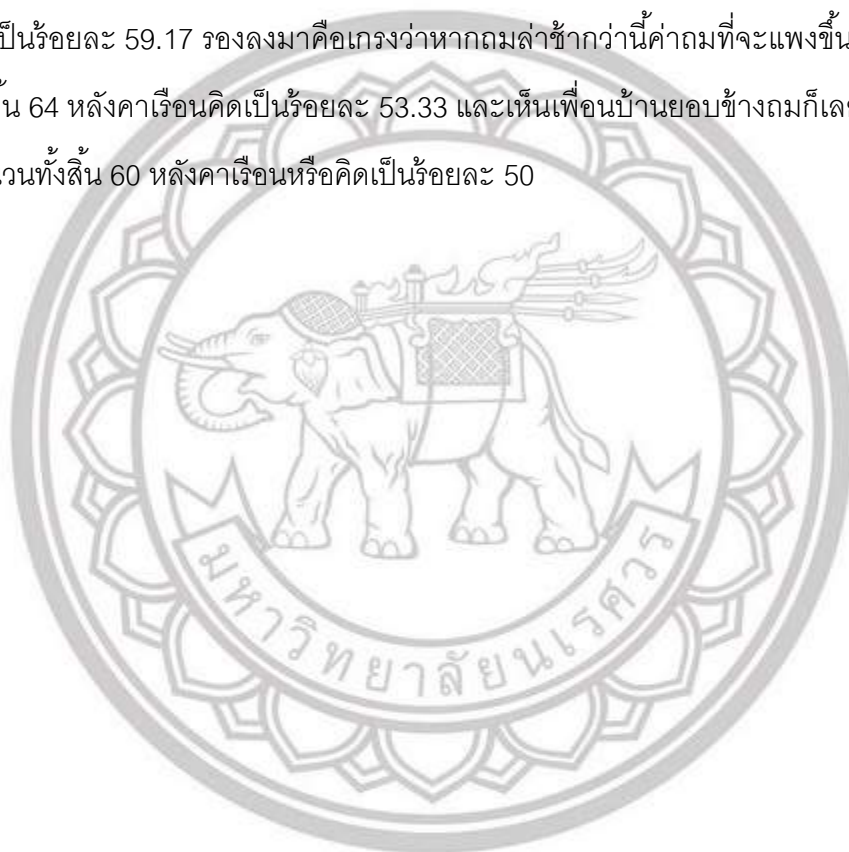 ป็นร้อยละ 59.17 รองลงมาคือเกรงว่าหากถมล่าช้ากว่านี้ค่าถมที่จะแพงขึ้น
้น 64 หลังคาเรือนคิดเป็นร้อยละ 53.33 และเห็นเพื่อนบ้านยอบข้างถมก็เล
วนทั้งสิ้น 60 หลังคาเรือนหรือคิดเป็นร้อยละ 50
มหาวิทยาลัยนเรศวร